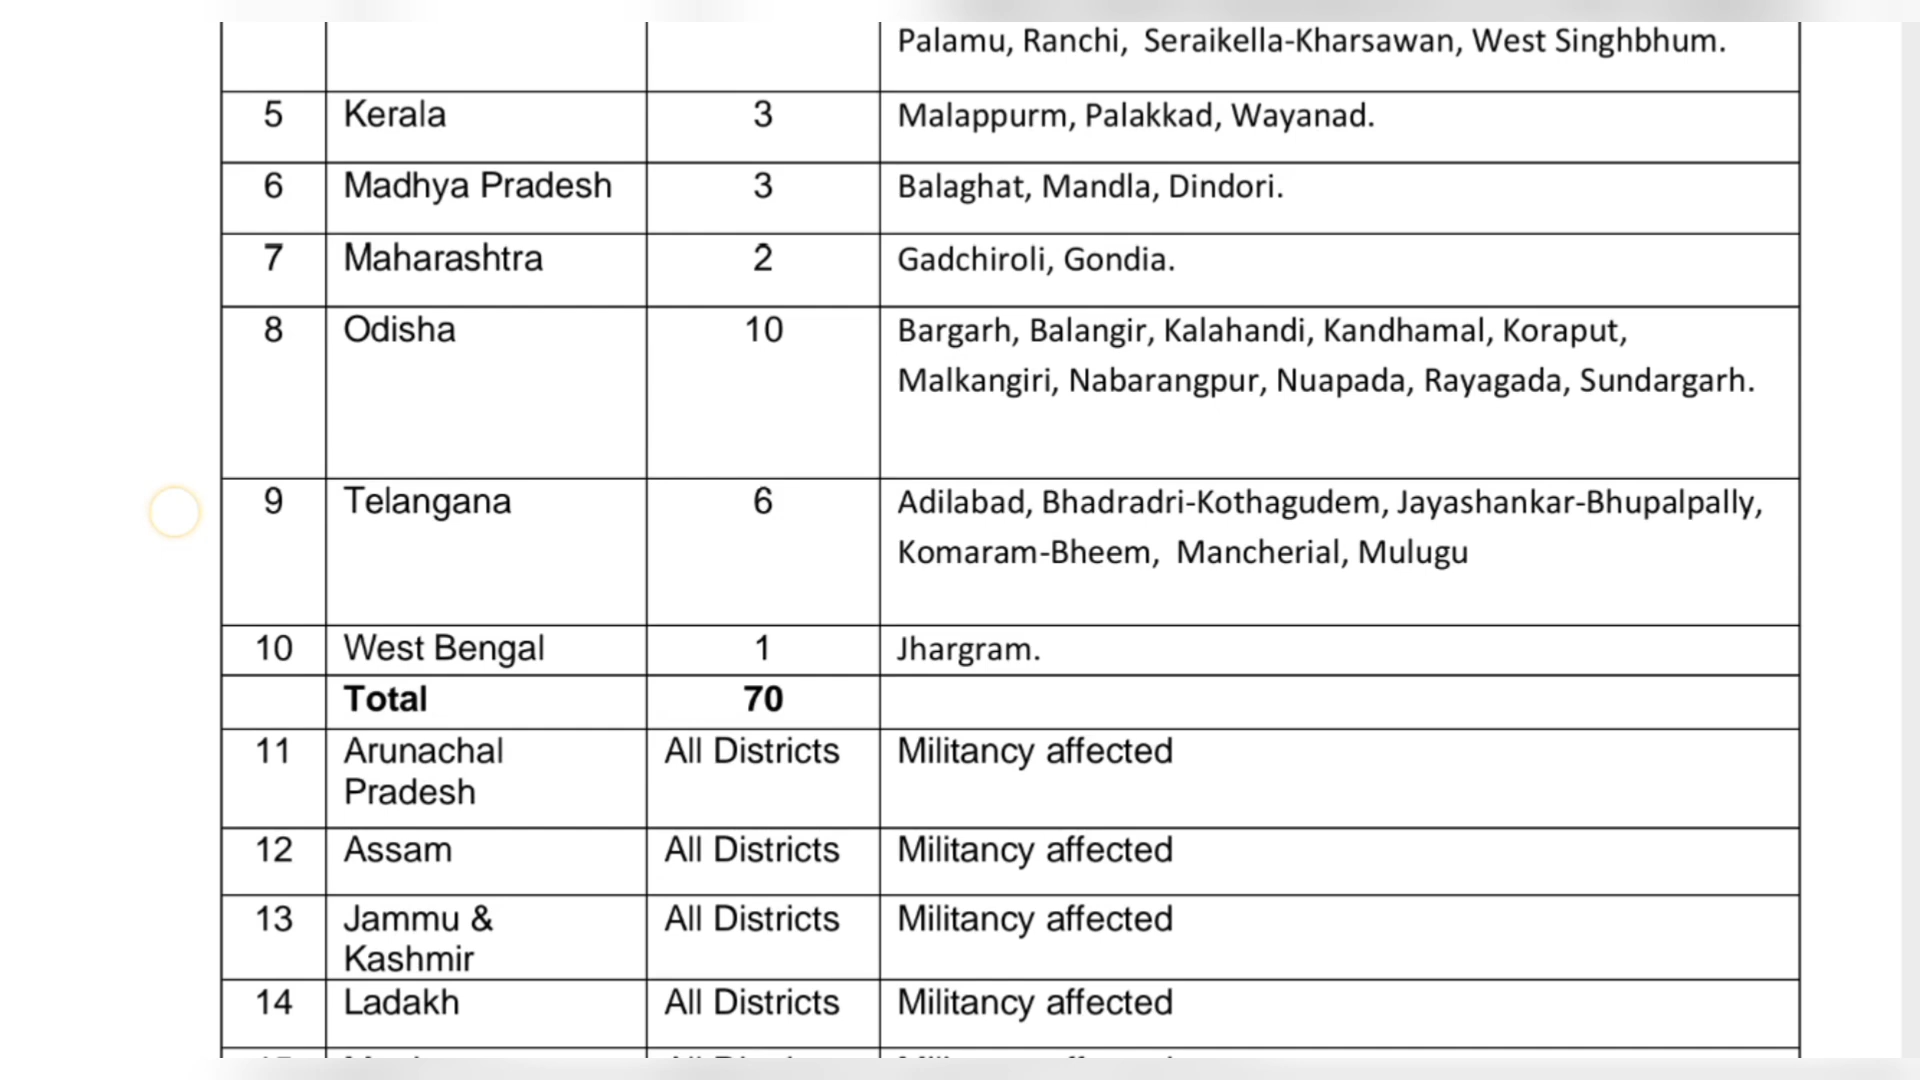 Palamu, Ranchi, Seraikella-Kharsawan, West Singhbhum.
5 Kerala 3 Malappurm, Palakkad, Wayanad.
6 Madhya Pradesh 3 Balaghat, Mandla, Dindori.
7 Maharashtra 2 Gadchiroli, Gondia.
8 Odisha 10 Bargarh, Balangir, Kalahandi, Kandhamal, Koraput,
Malkangiri, Nabarangpur, Nuapada, Rayagada, Sundargarh.
9 Telangana 6 Adilabad, Bhadradri-Kothagudem, Jayashankar-Bhupalpally,
Komaram-Bheem, Mancherial, Mulugu
10 West Bengal 1 Jhargram.
Total 70
11 Arunachal All Districts Militancy affected
Pradesh
12 Assam All Districts Militancy affected
13 Jammu & All Districts Militancy affected
Kashmir
14 Ladakh All Districts Militancy affected